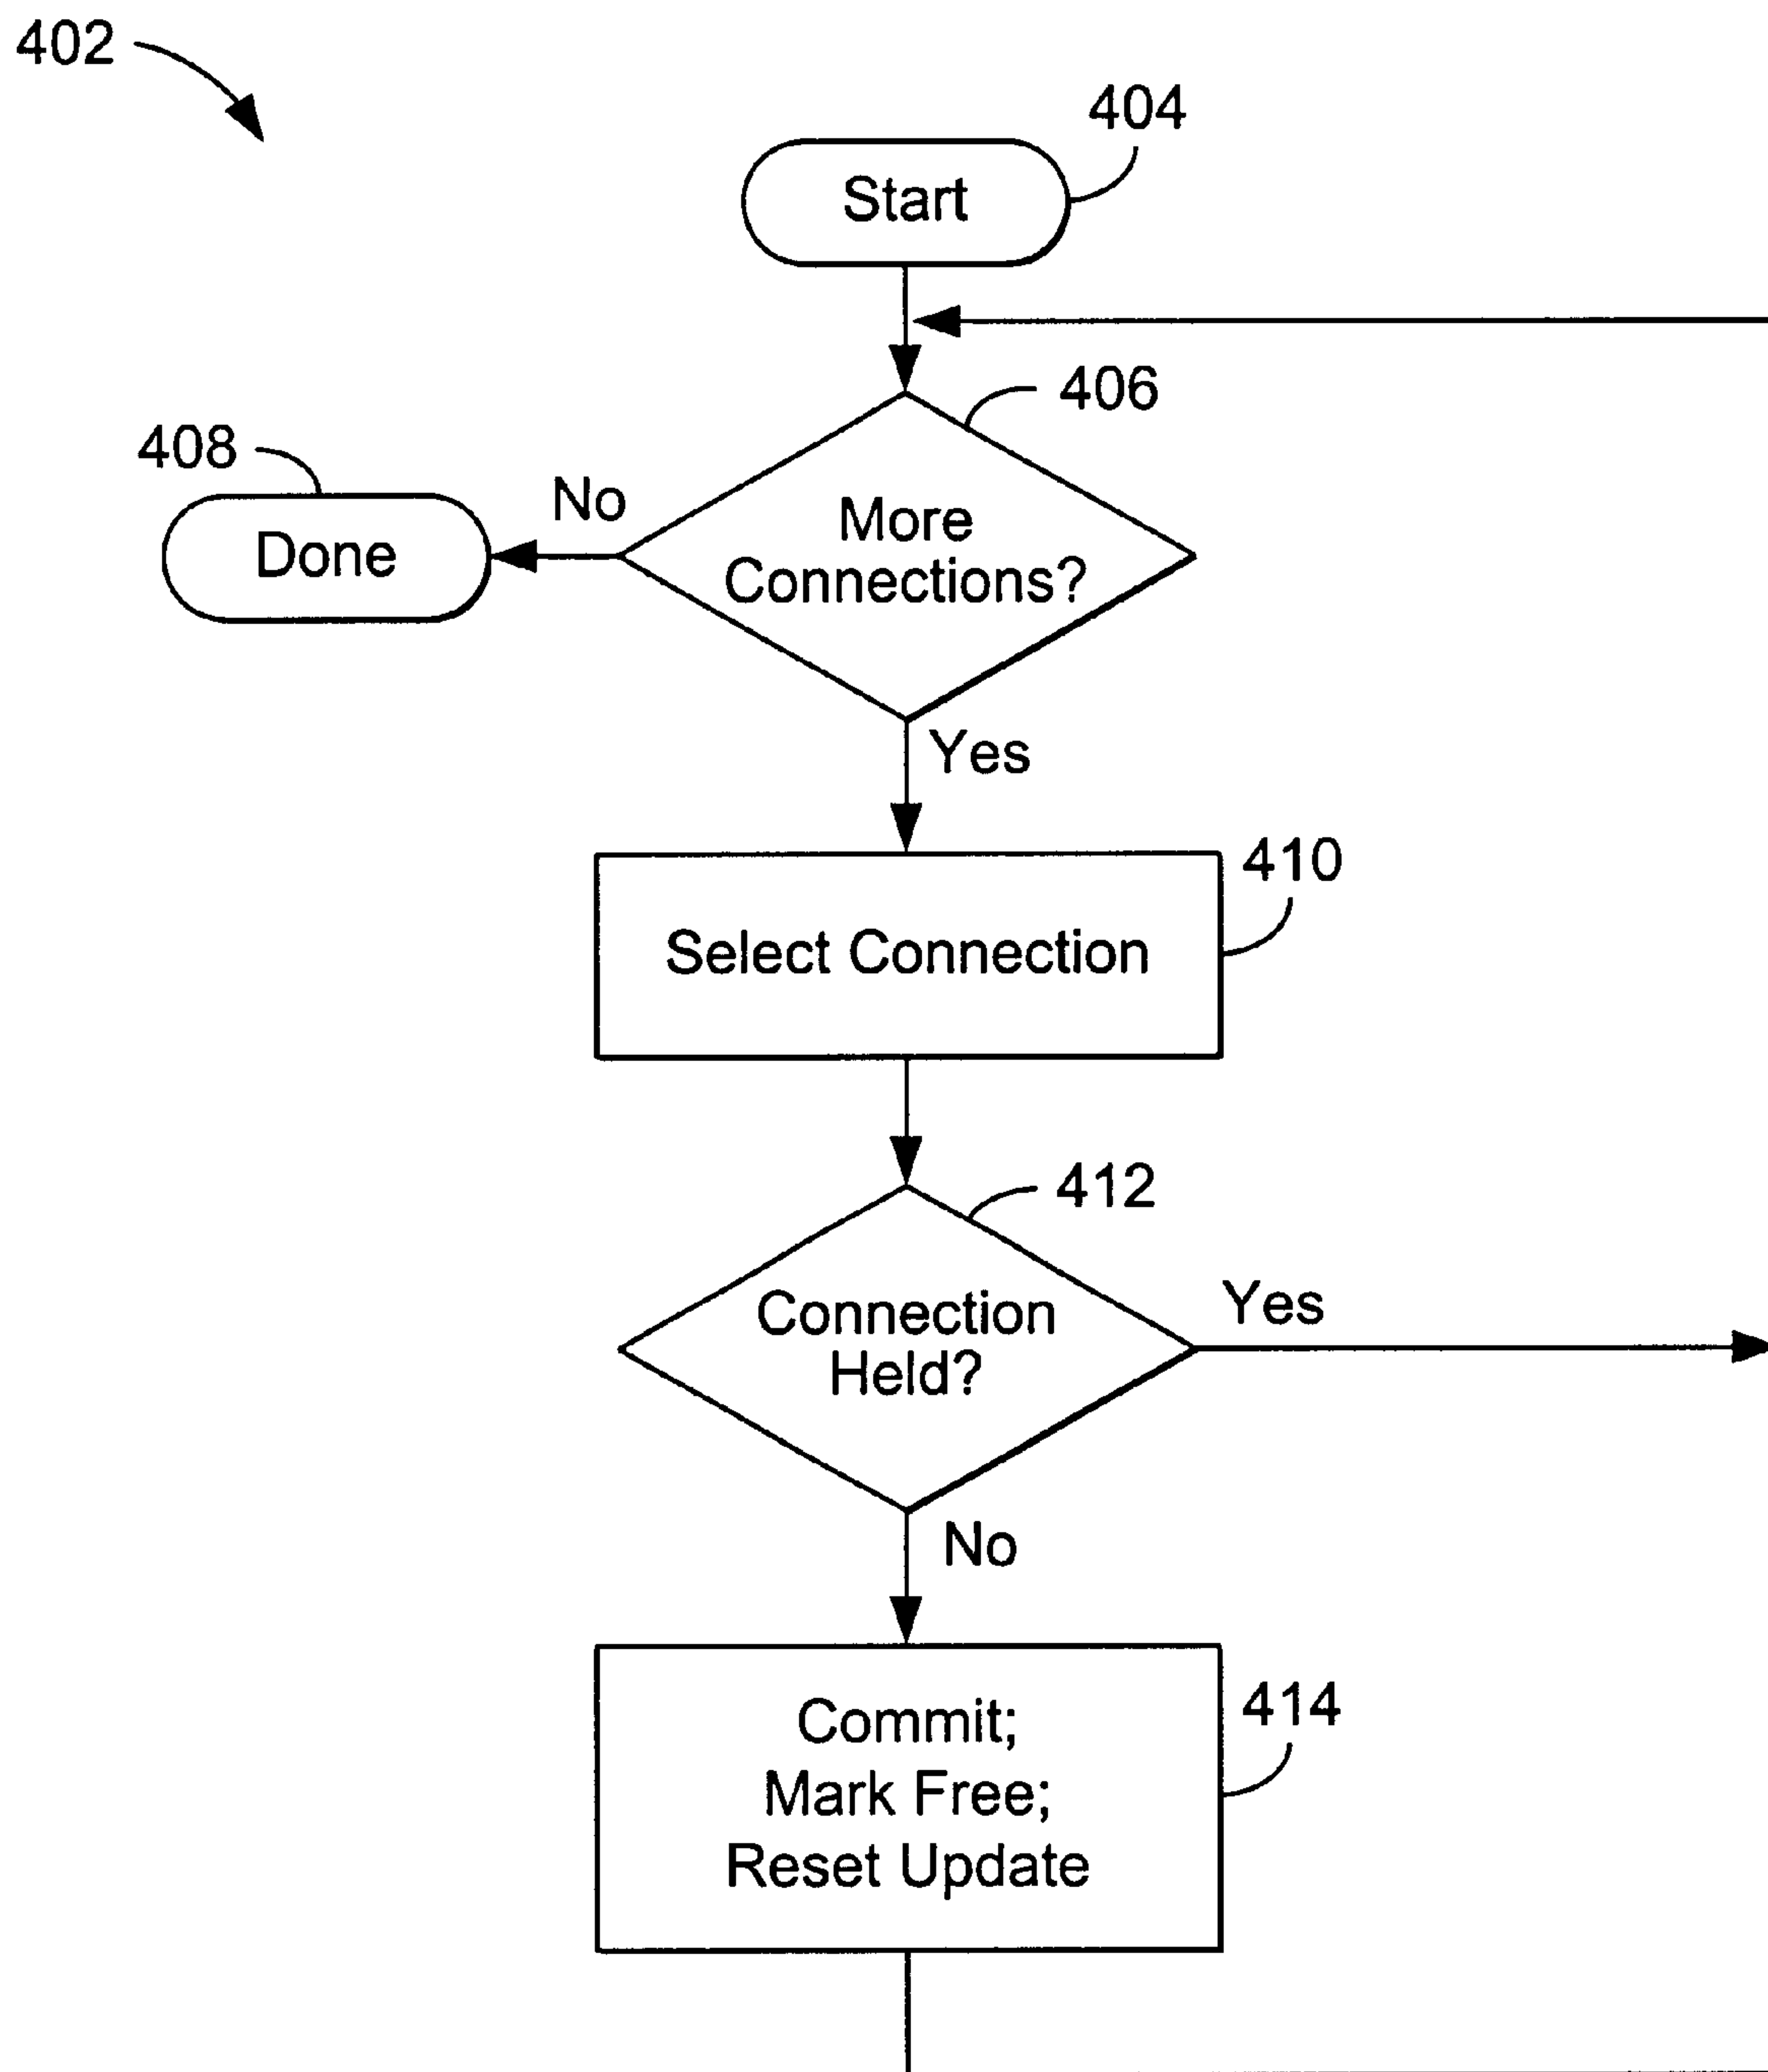 402
404
Start
406
408
No
More
Connections?
Done
Yes
410
Select Connection
412
Connection
Held?
Yes
No
414
Commit;
Mark Free;
Reset Update